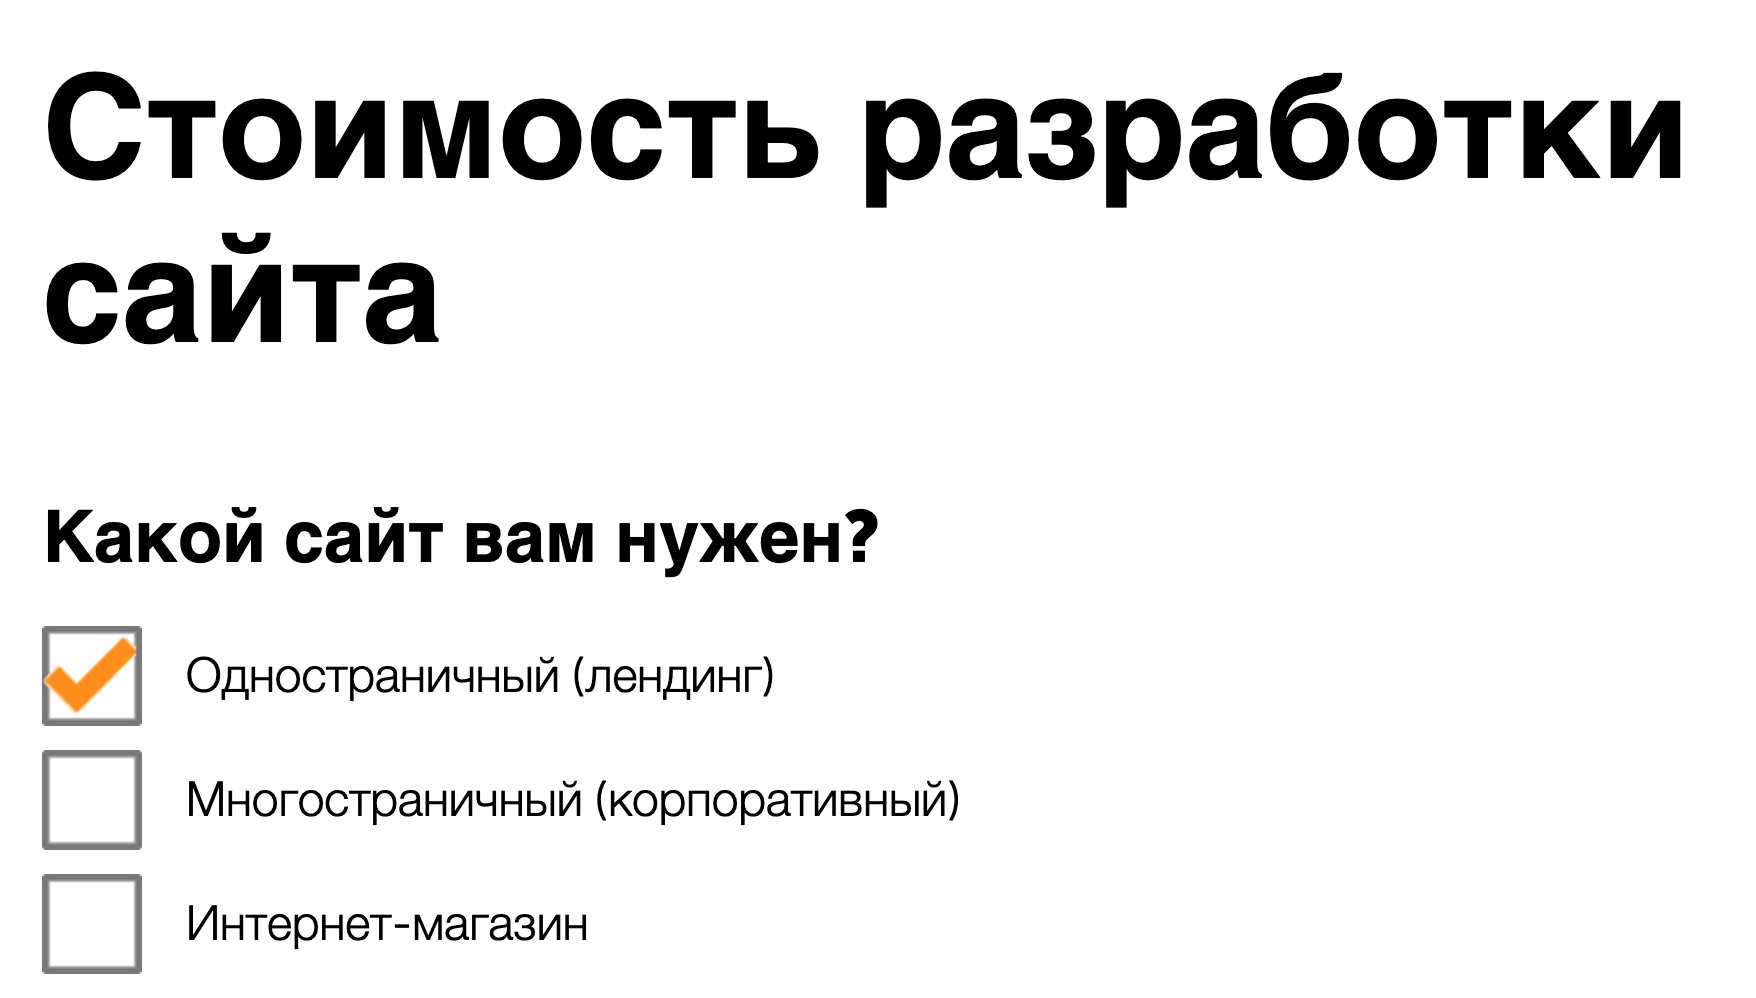 Стоимость разработки
сайта
Какой сайт вам нужен?
Одностраничный (лендинг)
Многостраничный (корпоративный)
Интернет-магазин